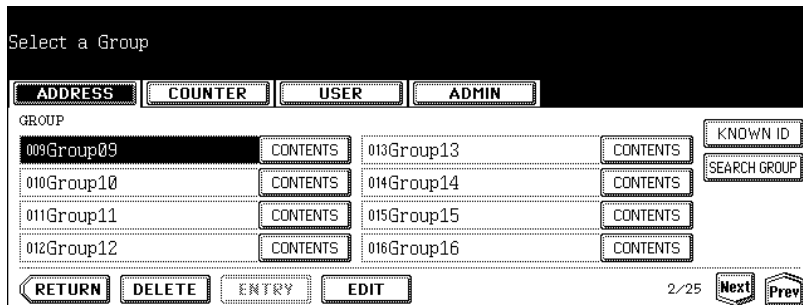 Select a Group
ADDRESS COUNTER USER ADMIN
GROUP
009Group09 CONTENTS 013Group13 CONTENTS KNOWN ID
010Group10 CONTENTS 014Group14 CONTENTS SEARCH GROUP
011Group11 CONTENTS 015Group15 CONTENTS
012Group12 CONTENTS 016Group16 CONTENTS
RETURN DELETE ENTRY EDIT 2/25 Next Prev